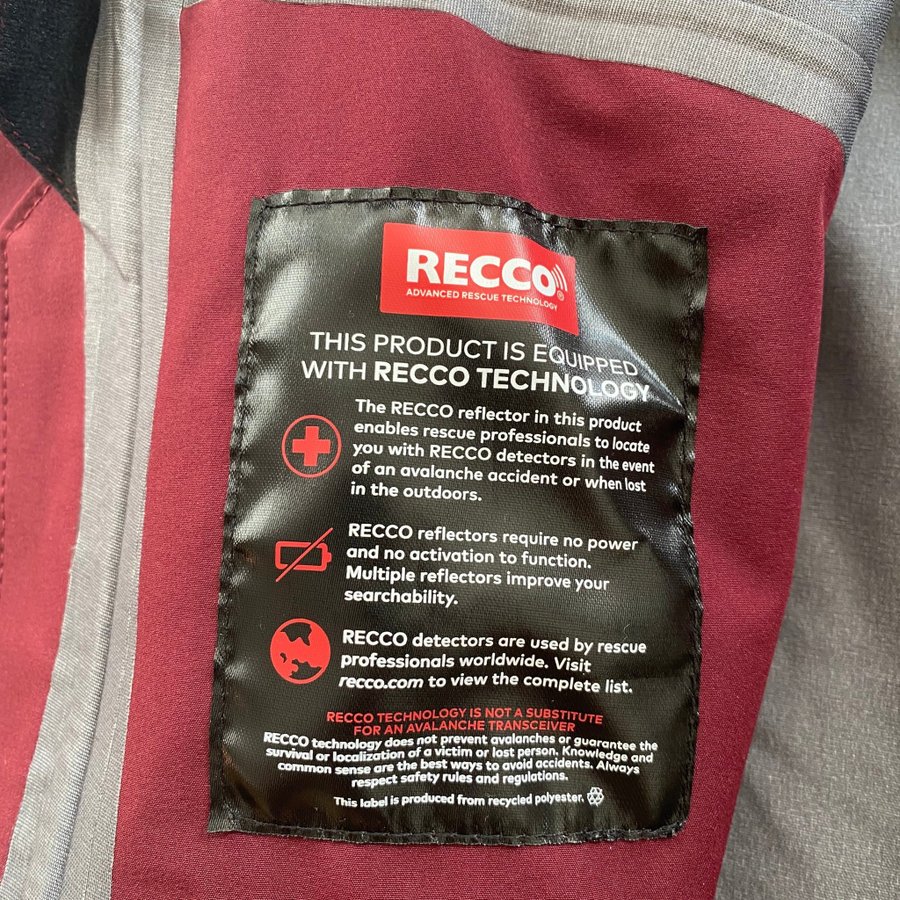 RECCO®
ADVANCED RESCUE TECHNOLOGY
THIS PRODUCT IS EQUIPPED
WITH RECCO TECHNOLOGY
The RECCO reflector in this product
enables rescue professionals to locate
you with RECCO detectors in the event
of an avalanche accident or when lost
in the outdoors.
RECCO reflectors require no power
and no activation to function.
Multiple reflectors improve your
searchability.
RECCO detectors are used by rescue
professionals worldwide. Visit
recco.com to view the complete list.
RECCO TECHNOLOGY IS NOT A SUBSTITUTE
FOR AN AVALANCHE TRANSCEIVER
RECCO technology does not prevent avalanches or guarantee the
survival or localization of a victim or lost person. Knowledge and
common sense are the best ways to avoid accidents. Always
respect safety rules and regulations.
This label is produced from recycled polyester.